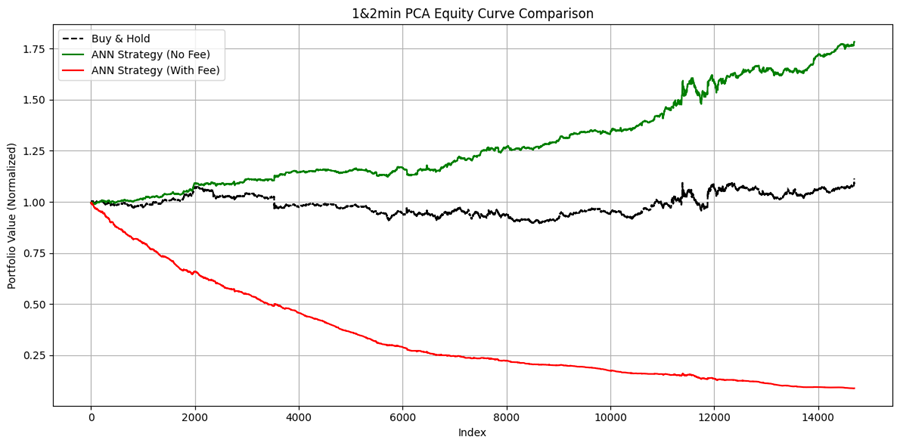 1&2min PCA Equity Curve Comparison
Buy & Hold
ANN Strategy (No Fee)
ANN Strategy (With Fee)
Portfolio Value (Normalized)
1.75
1.50
1.25
1.00
0.75
0.50
0.25
0 2000 4000 6000 8000 10000 12000 14000
Index